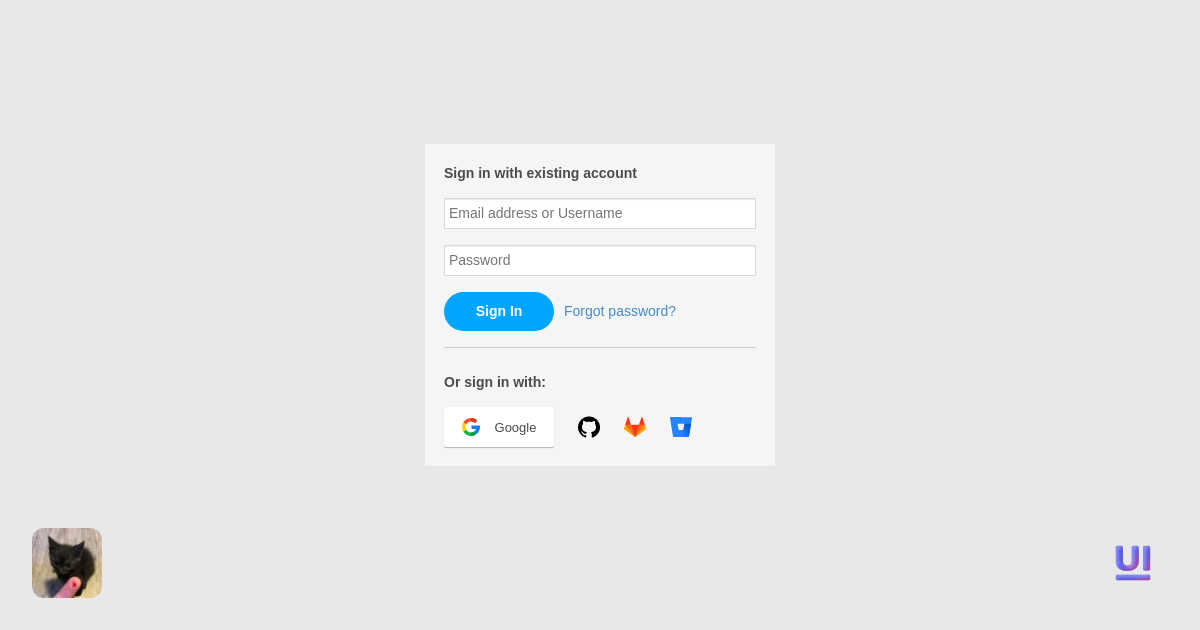 Sign in with existing account
Email address or Username
Password
Sign In Forgot password?
Or sign in with:
Google
UI